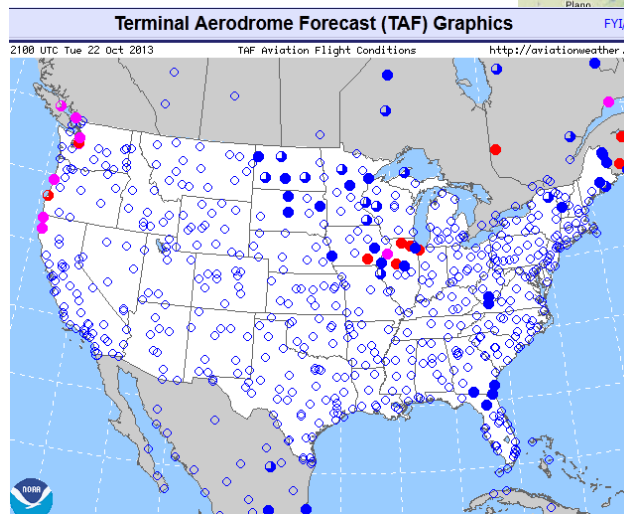 Plano
Terminal Aerodrome Forecast (TAF) Graphics
FYI/
2100 UTC Tue 22 Oct 2013 TAF Aviation Flight Conditions http://aviationweather.
NOAA